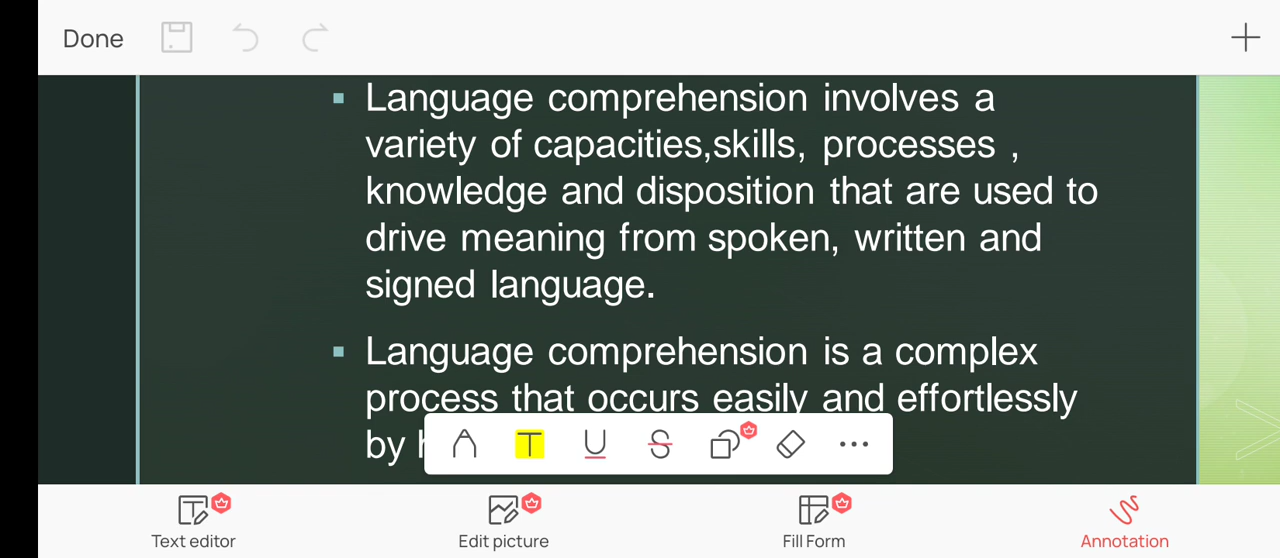 Done
Language comprehension involves a
variety of capacities,skills, processes ,
knowledge and disposition that are used to
drive meaning from spoken, written and
signed language.
Language comprehension is a complex
process that occurs easily and effortlessly
by
T U S
Text editor Edit picture Fill Form Annotation